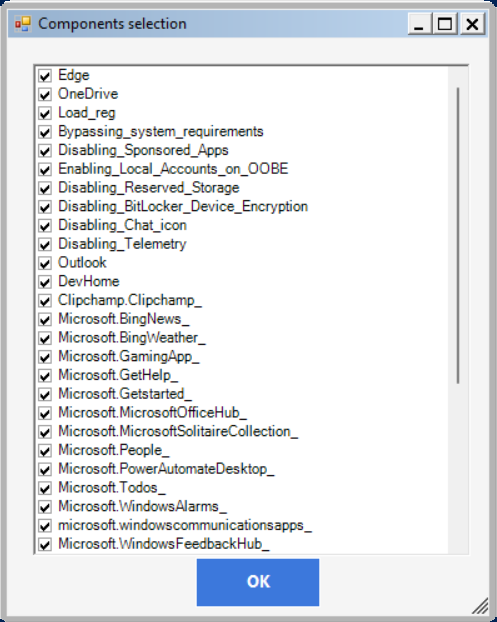 Components selection
Edge
OneDrive
Load_reg
Bypassing_system_requirements
Disabling_Sponsored_Apps
Enabling_Local_Accounts_on_OOBE
Disabling_Reserved_Storage
Disabling_BitLocker_Device_Encryption
Disabling_Chat_icon
Disabling_Telemetry
Outlook
DevHome
Clipchamp.Clipchamp_
Microsoft.BingNews_
Microsoft.BingWeather_
Microsoft.GamingApp_
Microsoft.GetHelp_
Microsoft.Getstarted_
Microsoft.MicrosoftOfficeHub_
Microsoft.MicrosoftSolitaireCollection_
Microsoft.People_
Microsoft.PowerAutomateDesktop_
Microsoft.Todos_
Microsoft.WindowsAlarms_
microsoft.windowscommunicationsapps_
Microsoft.WindowsFeedbackHub_
OK